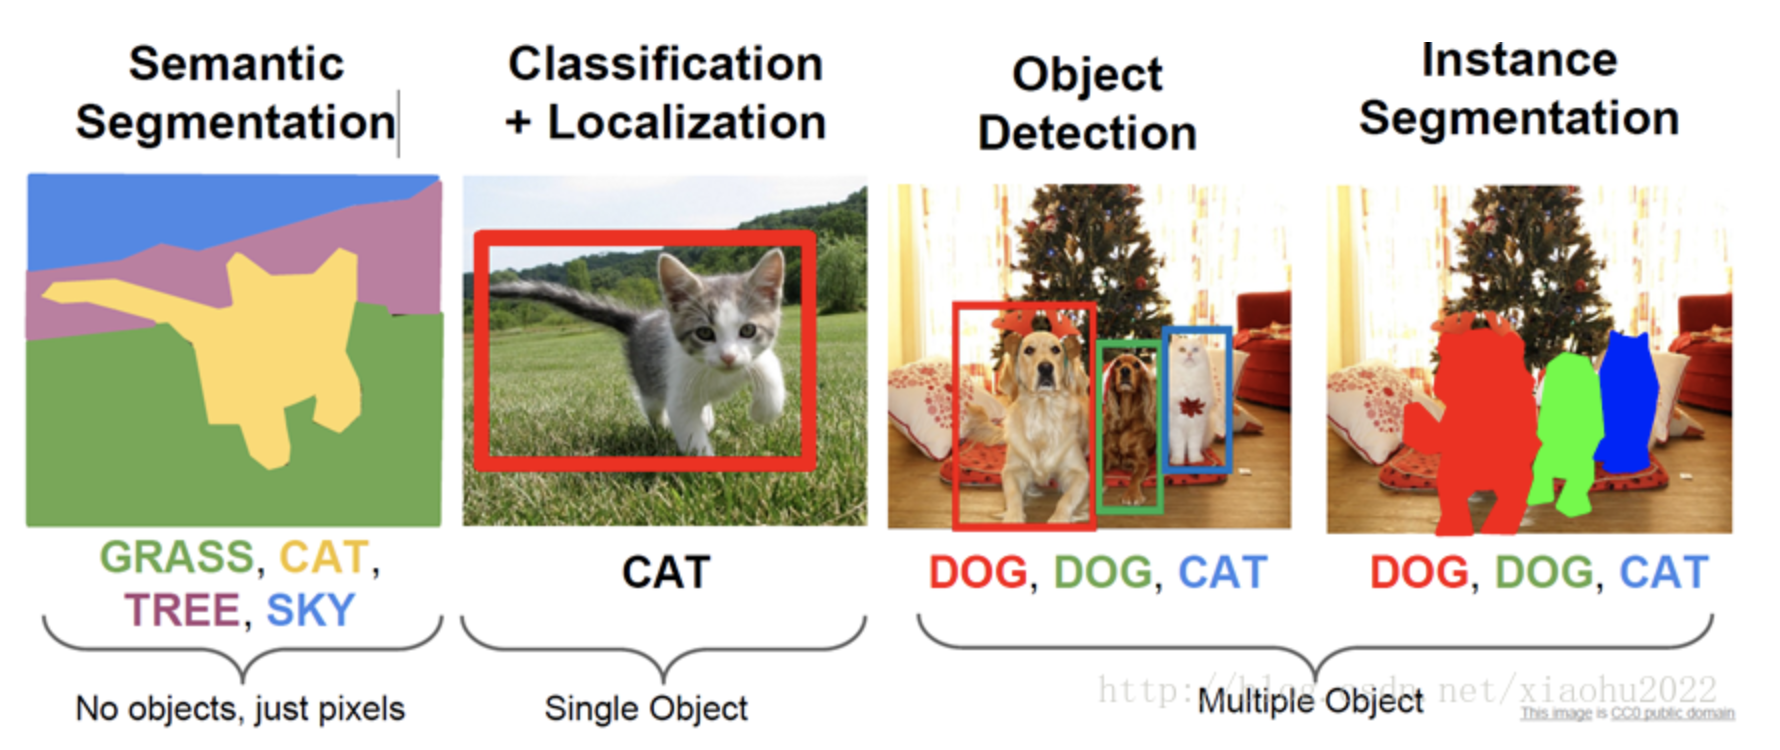 Semantic
Segmentation
Classification
+ Localization
Object
Detection
Instance
Segmentation
GRASS, CAT,
TREE, SKY
CAT
DOG, DOG, CAT
DOG, DOG, CAT
No objects, just pixels
Single Object
Multiple Object
http://blog.csdn.net/xiaohu2022
This image is CC0 public domain